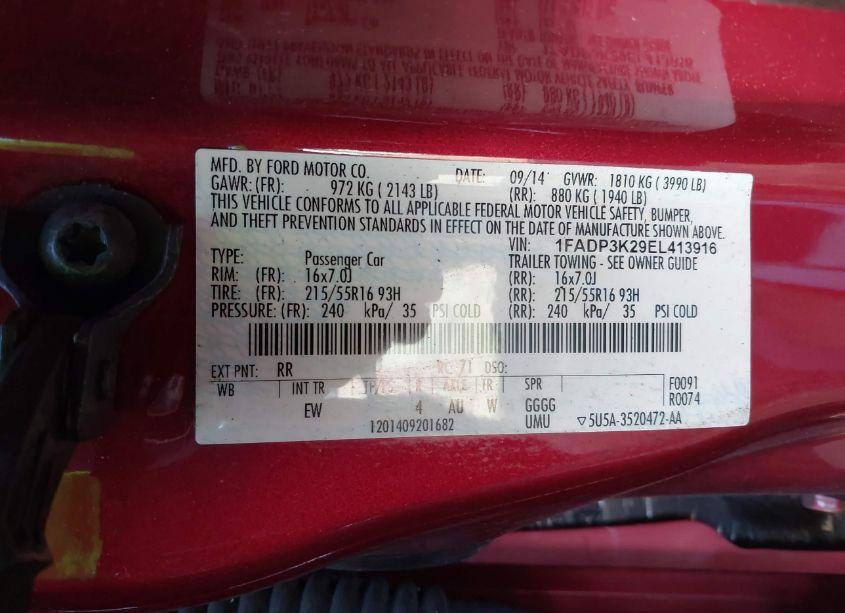 MFD. BY FORD MOTOR CO. DATE: 09/14 GVWR: 1810 KG ( 3990 LB)
GAWR: (FR): 972 KG ( 2143 LB) (RR): 880 KG ( 1940 LB)
THIS VEHICLE CONFORMS TO ALL APPLICABLE FEDERAL MOTOR VEHICLE SAFETY, BUMPER,
AND THEFT PREVENTION STANDARDS IN EFFECT ON THE DATE OF MANUFACTURE SHOWN ABOVE.
VIN: 1FADP3K29EL413916
TYPE: Passenger Car TRAILER TOWING - SEE OWNER GUIDE
RIM: (FR): 16x7.0J (RR): 16x7.0J
TIRE: (FR): 215/55R16 93H (RR): 215/55R16 93H
PRESSURE: (FR): 240 kPa/ 35 PSI COLD (RR): 240 kPa/ 35 PSI COLD
EXT PNT: RR RC: 71 DSO:
WB INT TR TP/PS R AXLE TR SPR F0091
R0074
EW 4 AU W GGGG
1201409201682 UMU ▽5U5A-3520472-AA